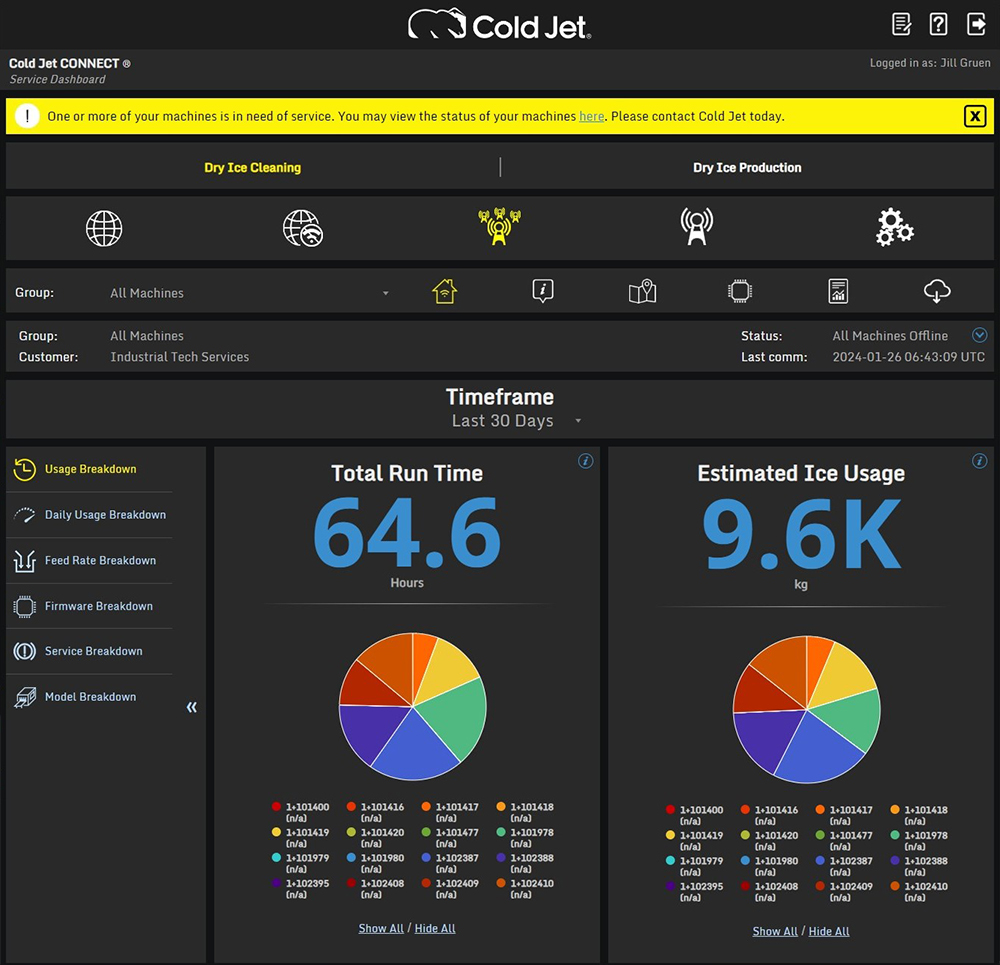 Cold Jet®
Cold Jet CONNECT ®
Service Dashboard
Logged in as: Jill Gruen
! One or more of your machines is in need of service. You may view the status of your machines here. Please contact Cold Jet today. X
Dry Ice Cleaning | Dry Ice Production
Group: All Machines
Group: All Machines
Customer: Industrial Tech Services
Status: All Machines Offline
Last comm: 2024-01-26 06:43:09 UTC
Timeframe
Last 30 Days
Usage Breakdown
Daily Usage Breakdown
Feed Rate Breakdown
Firmware Breakdown
Service Breakdown
Model Breakdown
«
Total Run Time
64.6
Hours
1+101400 1+101416 1+101417 1+101418
(n/a) (n/a) (n/a) (n/a)
1+101419 1+101420 1+101477 1+101978
(n/a) (n/a) (n/a) (n/a)
1+101979 1+101980 1+102387 1+102388
(n/a) (n/a) (n/a) (n/a)
1+102395 1+102408 1+102409 1+102410
(n/a) (n/a) (n/a) (n/a)
Show All / Hide All
Estimated Ice Usage
9.6K
kg
1+101400 1+101416 1+101417 1+101418
(n/a) (n/a) (n/a) (n/a)
1+101419 1+101420 1+101477 1+101978
(n/a) (n/a) (n/a) (n/a)
1+101979 1+101980 1+102387 1+102388
(n/a) (n/a) (n/a) (n/a)
1+102395 1+102408 1+102409 1+102410
(n/a) (n/a) (n/a) (n/a)
Show All / Hide All